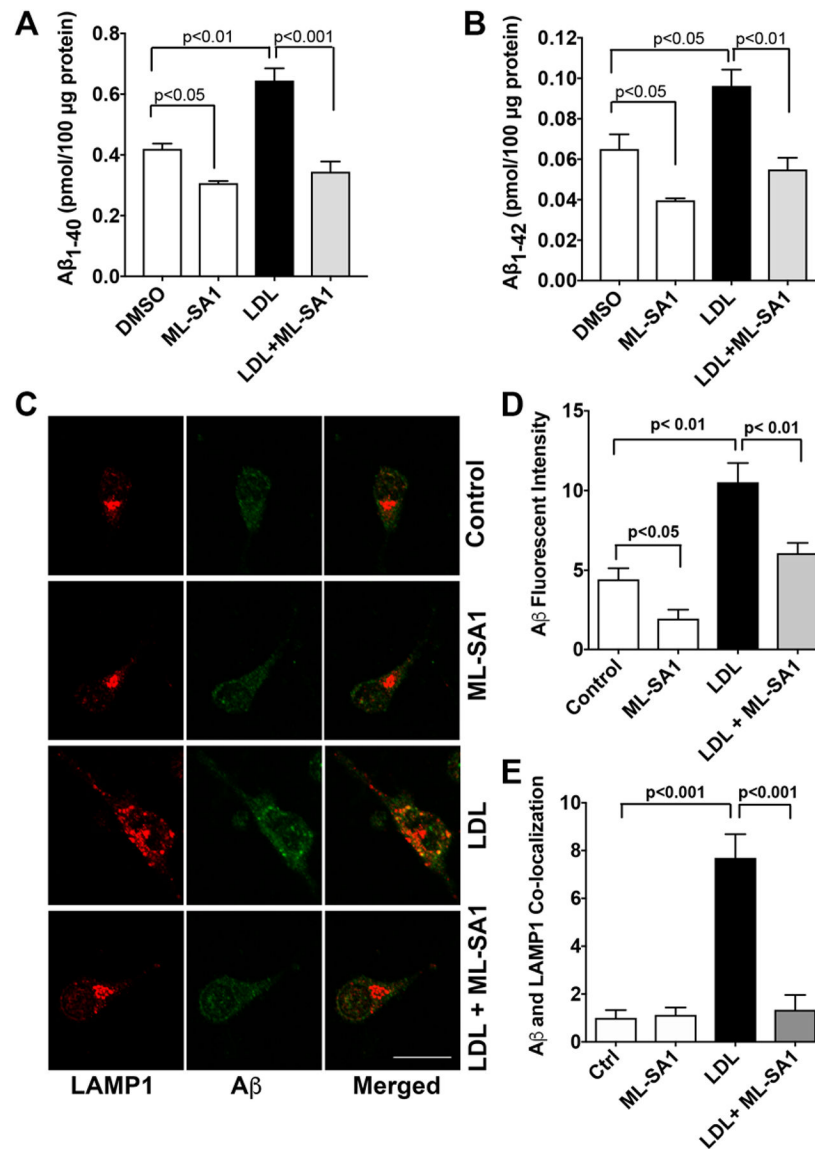 A
Aβ1-40 (pmol/100 µg protein)
0.8
0.6
0.4
0.2
0.0
p<0.01
p<0.001
p<0.05
DMSO
ML-SA1
LDL
LDL+ML-SA1
B
Aβ1-42 (pmol/100 µg protein)
0.12
0.10
0.08
0.06
0.04
0.02
0.00
p<0.05
p<0.01
p<0.05
DMSO
ML-SA1
LDL
LDL+ML-SA1
C
Control
ML-SA1
LDL
LDL + ML-SA1
LAMP1
Aβ
Merged
D
Aβ Fluorescent Intensity
15
10
5
0
p< 0.01
p< 0.01
p<0.05
Control
ML-SA1
LDL
LDL + ML-SA1
E
Aβ and LAMP1 Co-localization
10
8
6
4
2
0
p<0.001
p<0.001
Ctrl
ML-SA1
LDL
LDL+ ML-SA1